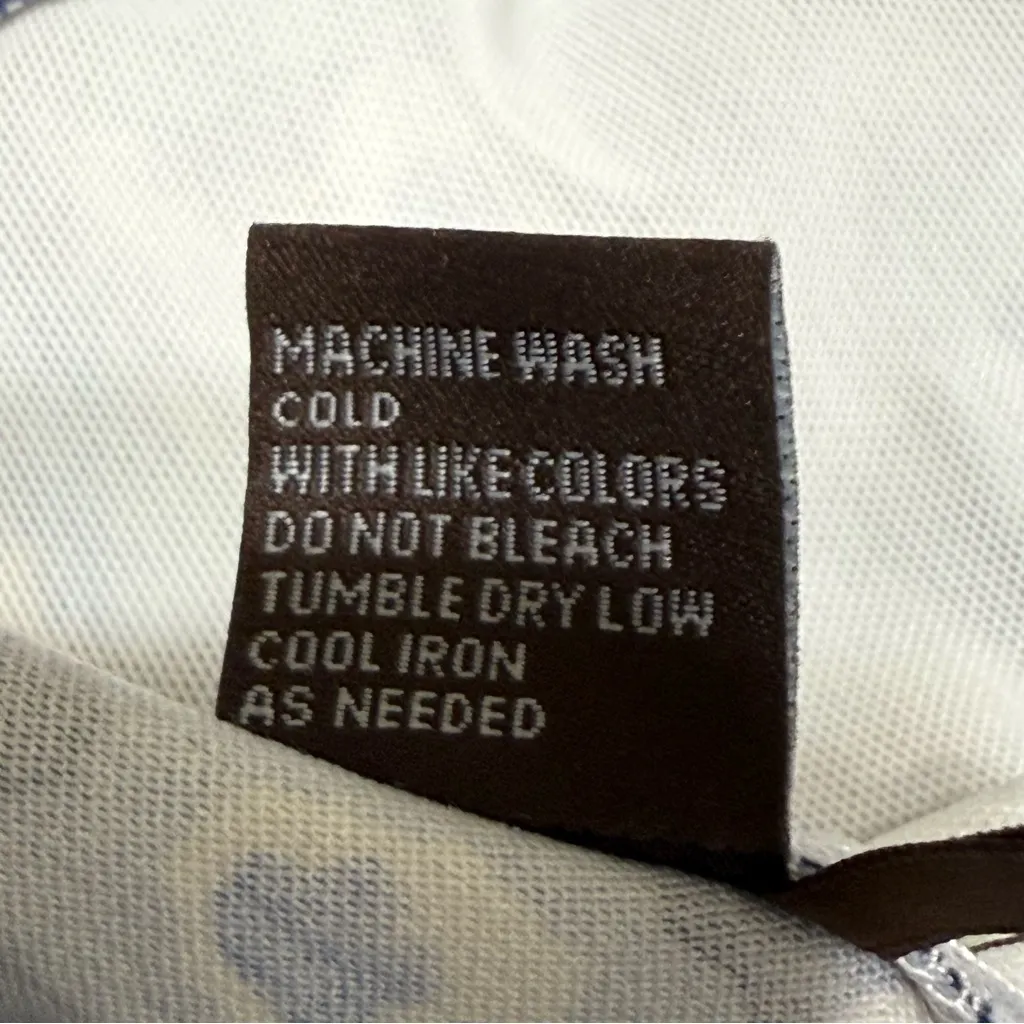 MACHINE WASH
COLD
WITH LIKE COLORS
DO NOT BLEACH
TUMBLE DRY LOW
COOL IRON
AS NEEDED